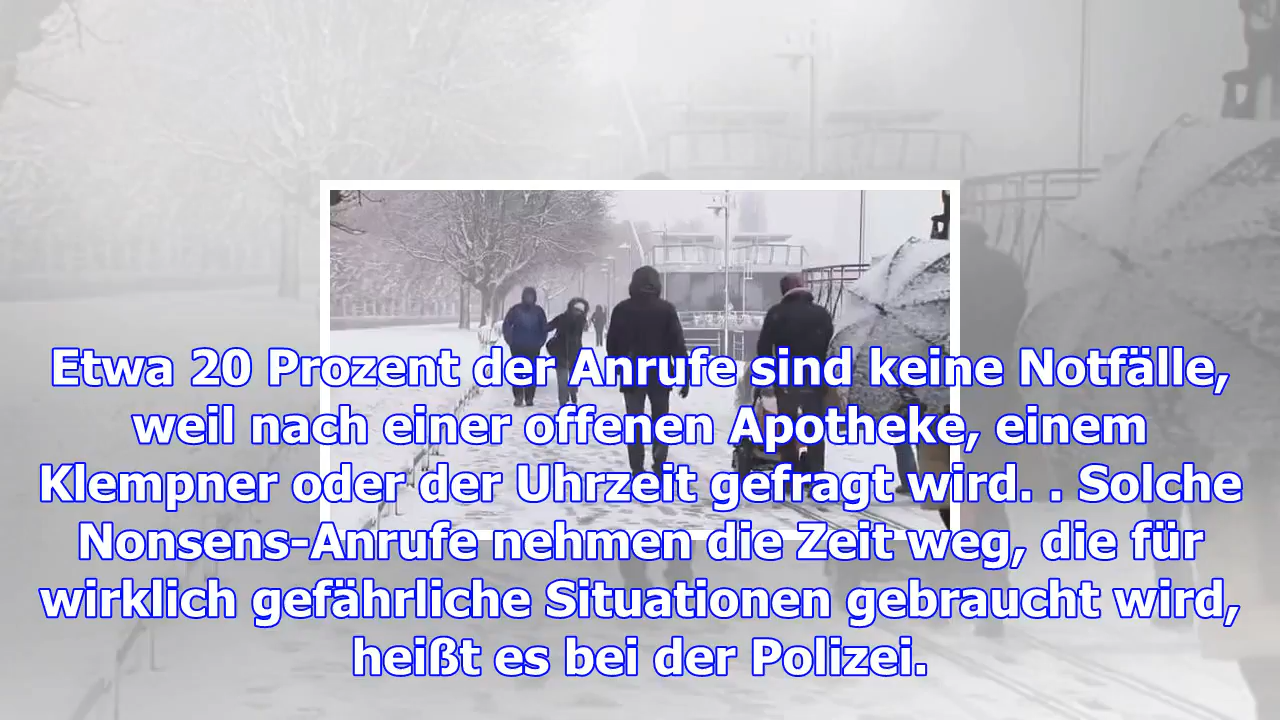 Etwa 20 Prozent der Anrufe sind keine Notfälle,
weil nach einer offenen Apotheke, einem
Klempner oder der Uhrzeit gefragt wird. . Solche
Nonsens-Anrufe nehmen die Zeit weg, die für
wirklich gefährliche Situationen gebraucht wird,
heißt es bei der Polizei.